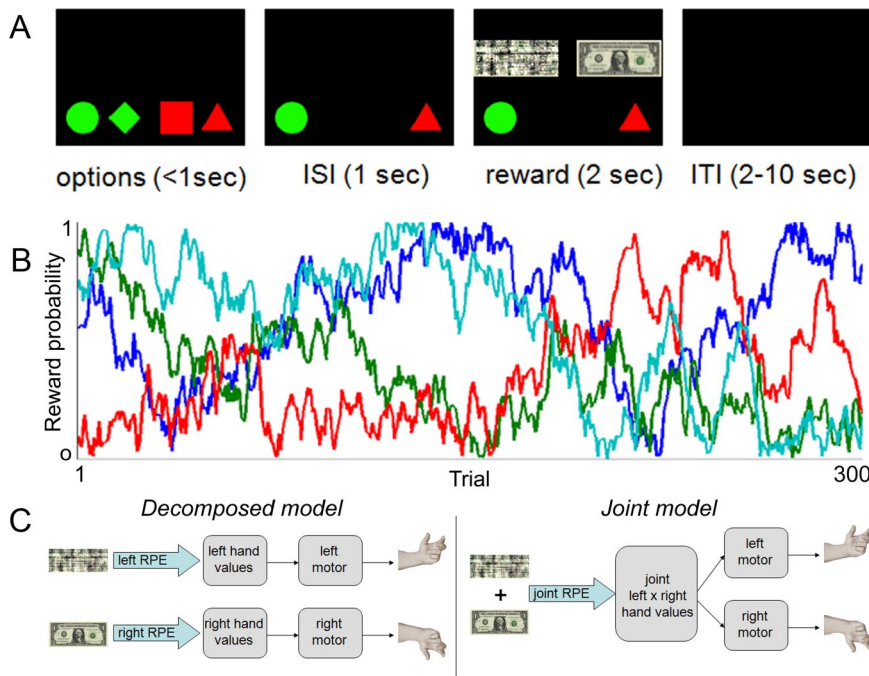 A
options (<1sec)
ISI (1 sec)
reward (2 sec)
ITI (2-10 sec)
B
Reward probability
1
o
1
Trial
300
C
Decomposed model
left RPE
left hand
values
left
motor
right RPE
right hand
values
right
motor
Joint model
+
joint RPE
joint
left x right
hand values
left
motor
right
motor